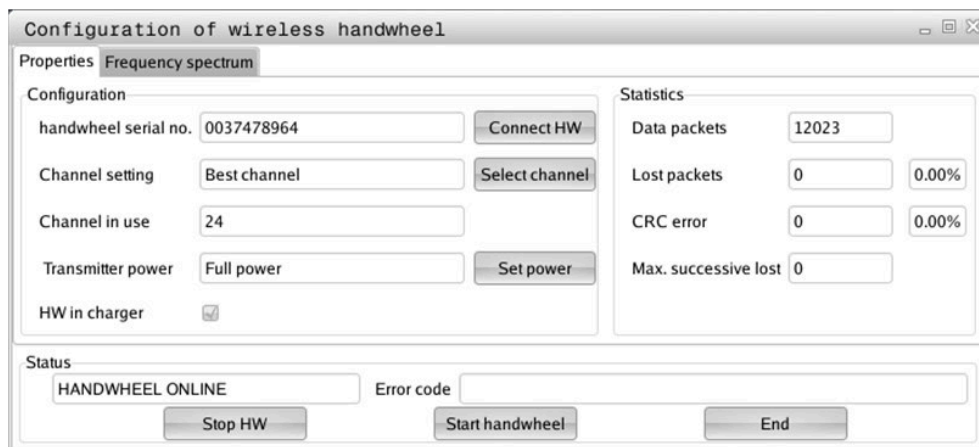 Configuration of wireless handwheel
Properties Frequency spectrum
Configuration
handwheel serial no. 0037478964 Connect HW
Channel setting Best channel Select channel
Channel in use 24
Transmitter power Full power Set power
HW in charger
Statistics
Data packets 12023
Lost packets 0 0.00%
CRC error 0 0.00%
Max. successive lost 0
Status
HANDWHEEL ONLINE Error code
Stop HW Start handwheel End